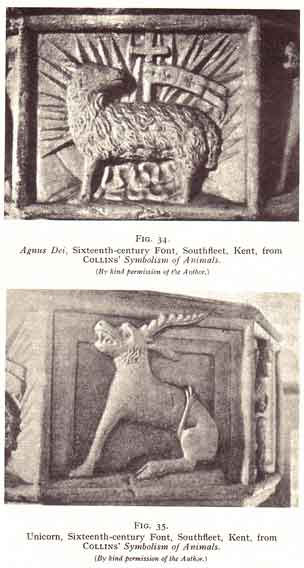 FIG. 34.
Agnus Dei, Sixteenth-century Font, Southfleet, Kent, from
COLLINS' Symbolism of Animals.
(By kind permission of the Author.)
FIG. 35.
Unicorn, Sixteenth-century Font, Southfleet, Kent, from
COLLINS' Symbolism of Animals.
(By kind permission of the Author.)